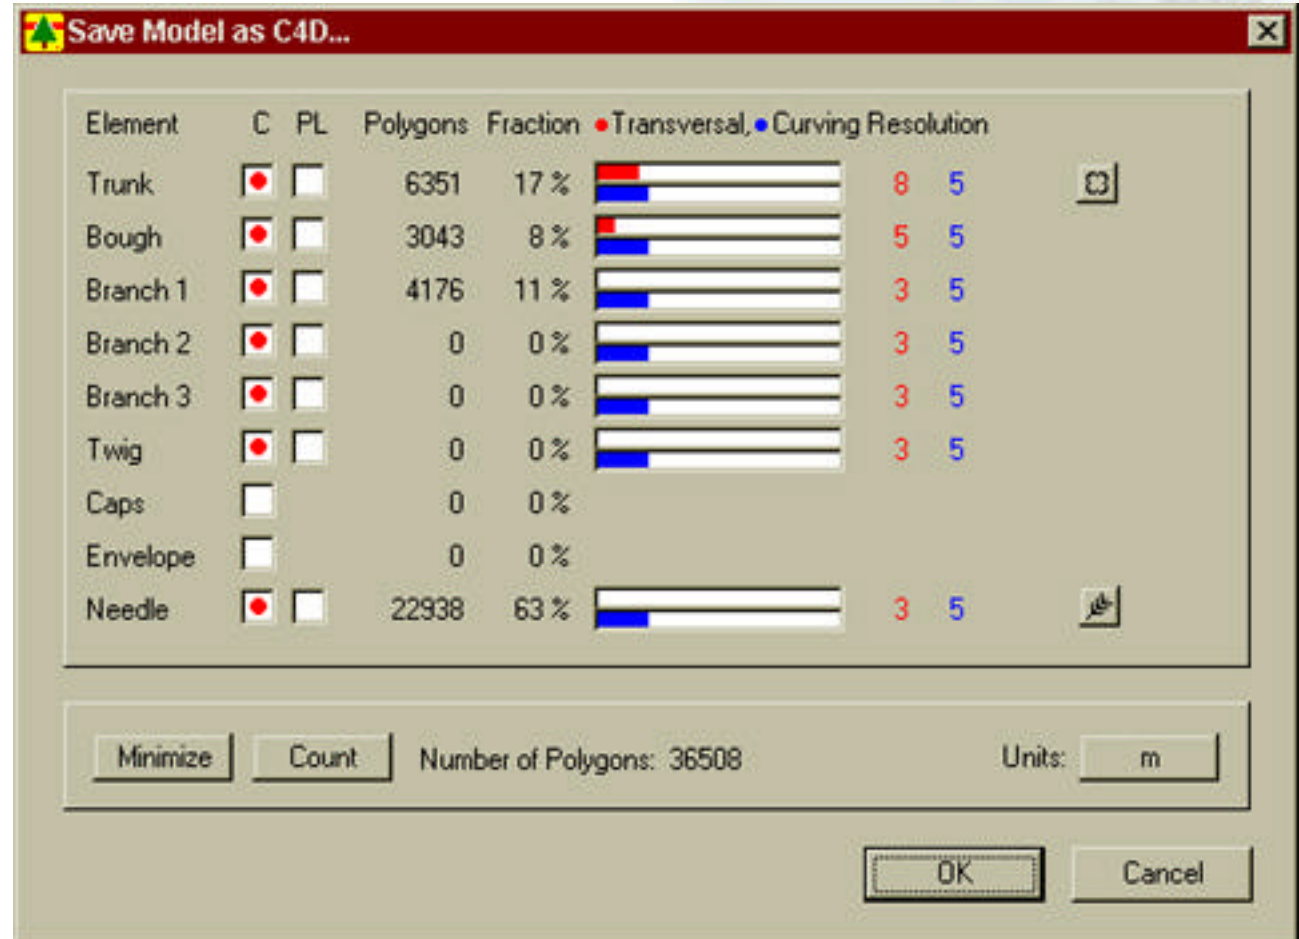 Save Model as C4D...
Element C PL Polygons Fraction Transversal, Curving Resolution
Trunk 6351 17 % 8 5
Bough 3043 8 % 5 5
Branch 1 4176 11 % 3 5
Branch 2 0 0 % 3 5
Branch 3 0 0 % 3 5
Twig 0 0 % 3 5
Caps 0 0 %
Envelope 0 0 %
Needle 22938 63 % 3 5
Minimize Count Number of Polygons: 36508 Units: m
OK Cancel